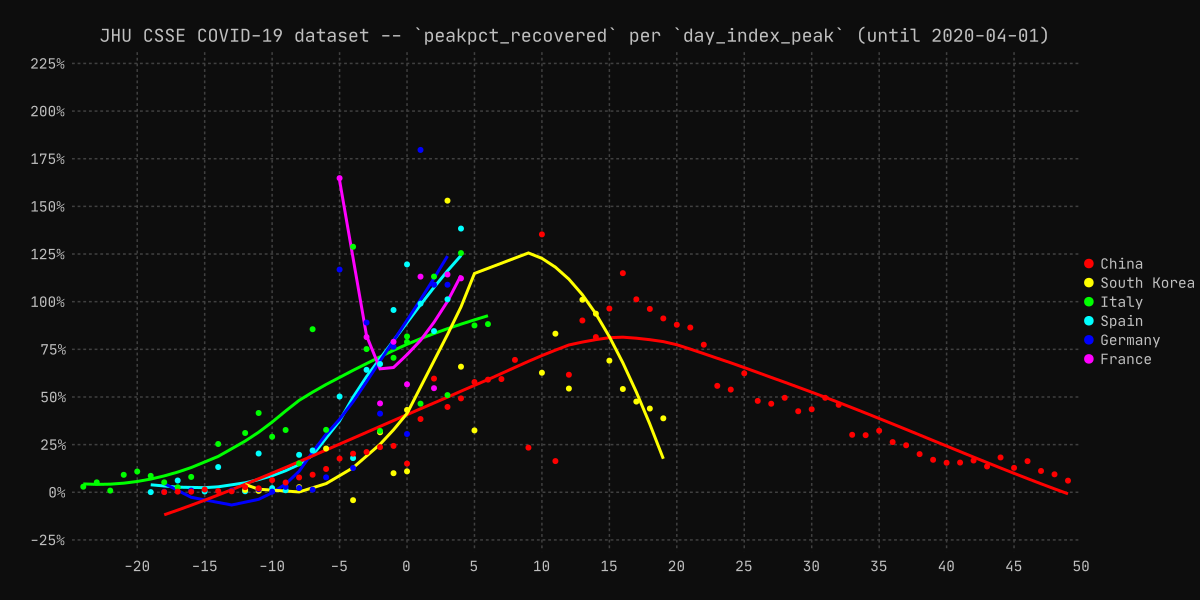 JHU CSSE COVID-19 dataset -- `peakpct_recovered` per `day_index_peak` (until 2020-04-01)
225%
200%
175%
150%
125%
100%
75%
50%
25%
0%
-25%
-20 -15 -10 -5 0 5 10 15 20 25 30 35 40 45 50
China
South Korea
Italy
Spain
Germany
France